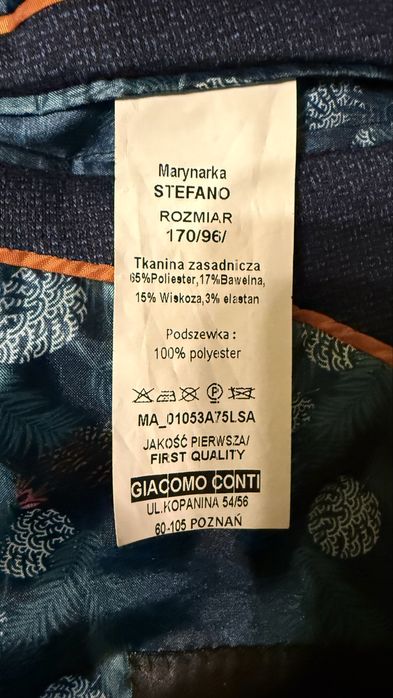 Marynarka
STEFANO
ROZMIAR
170/96/
Tkanina zasadnicza
65%Poliester,17%Bawelna,
15% Wiskoza,3% elastan
Podszewka :
100% polyester
MA_01053A75LSA
JAKOŚĆ PIERWSZA/
FIRST QUALITY
GIACOMO CONTI
UL.KOPANINA 54/56
60-105 POZNAŃ